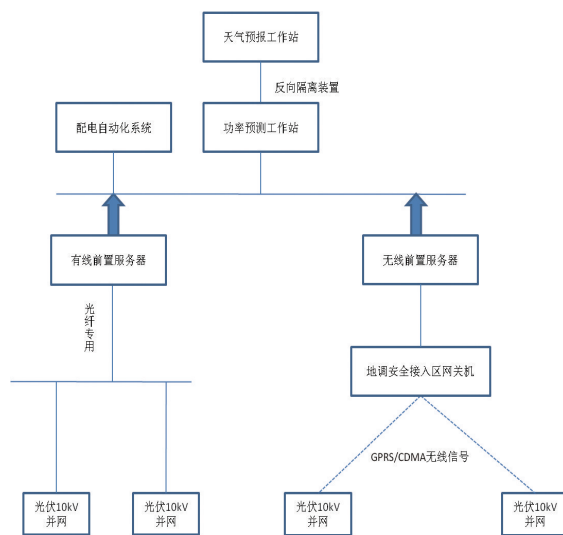 天气预报工作站
反向隔离装置
配电自动化系统
功率预测工作站
有线前置服务器
无线前置服务器
光
纤
专
用
地调安全接入区网关机
GPRS/CDMA无线信号
光伏10kV
并网
光伏10kV
并网
光伏10kV
并网
光伏10kV
并网